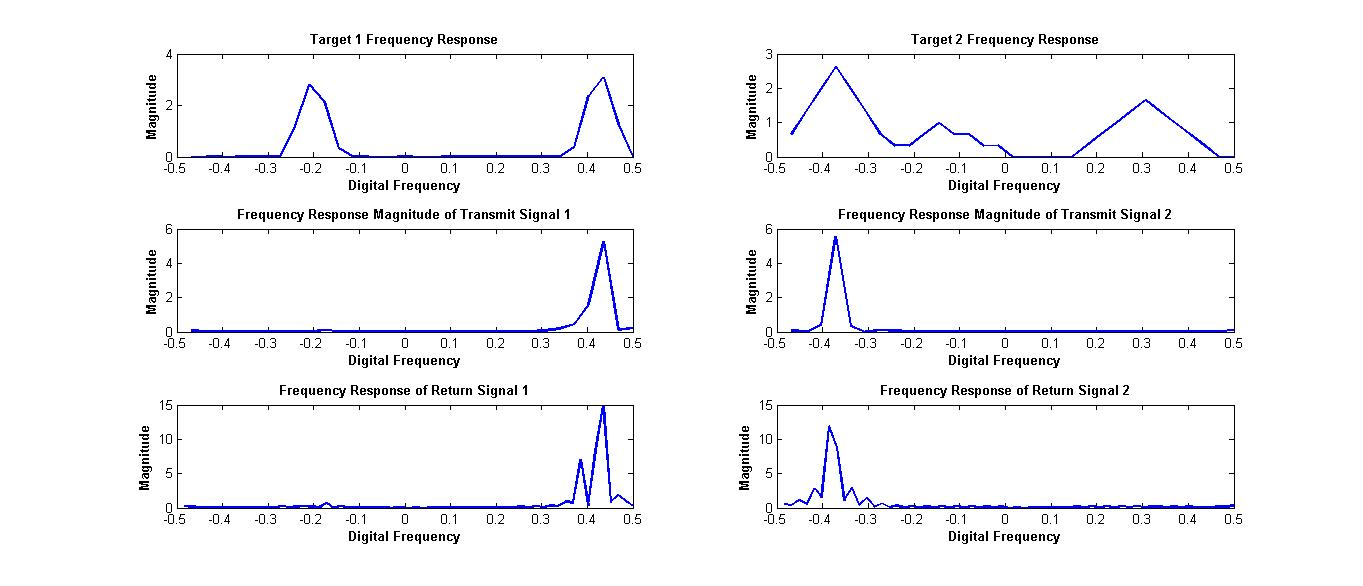 Target 1 Frequency Response
Magnitude
4
2
0
-0.5 -0.4 -0.3 -0.2 -0.1 0 0.1 0.2 0.3 0.4 0.5
Digital Frequency
Target 2 Frequency Response
Magnitude
3
2
1
0
-0.5 -0.4 -0.3 -0.2 -0.1 0 0.1 0.2 0.3 0.4 0.5
Digital Frequency
Frequency Response Magnitude of Transmit Signal 1
Magnitude
6
4
2
0
-0.5 -0.4 -0.3 -0.2 -0.1 0 0.1 0.2 0.3 0.4 0.5
Digital Frequency
Frequency Response Magnitude of Transmit Signal 2
Magnitude
6
4
2
0
-0.5 -0.4 -0.3 -0.2 -0.1 0 0.1 0.2 0.3 0.4 0.5
Digital Frequency
Frequency Response of Return Signal 1
Magnitude
15
10
5
0
-0.5 -0.4 -0.3 -0.2 -0.1 0 0.1 0.2 0.3 0.4 0.5
Digital Frequency
Frequency Response of Return Signal 2
Magnitude
15
10
5
0
-0.5 -0.4 -0.3 -0.2 -0.1 0 0.1 0.2 0.3 0.4 0.5
Digital Frequency